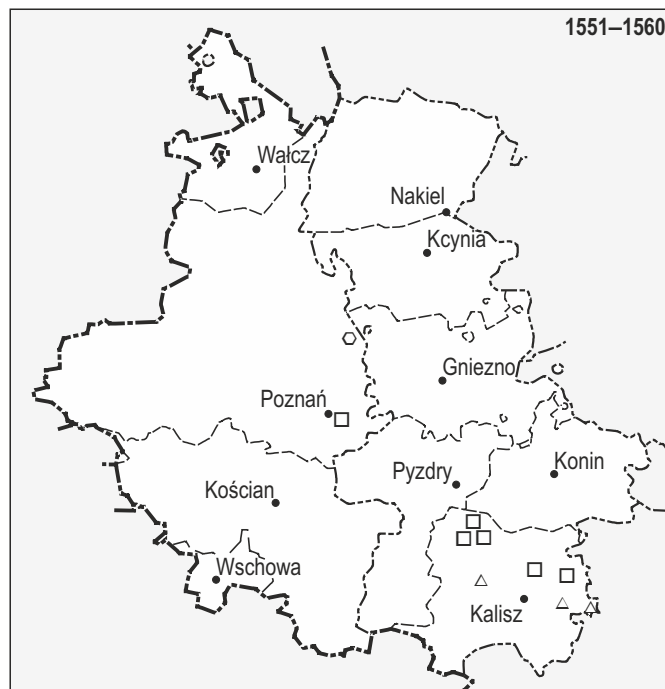 1551–1560
Wałcz
Nakiel
Kcynia
Gniezno
Poznań
Konin
Pyzdry
Kościan
Wschowa
Kalisz